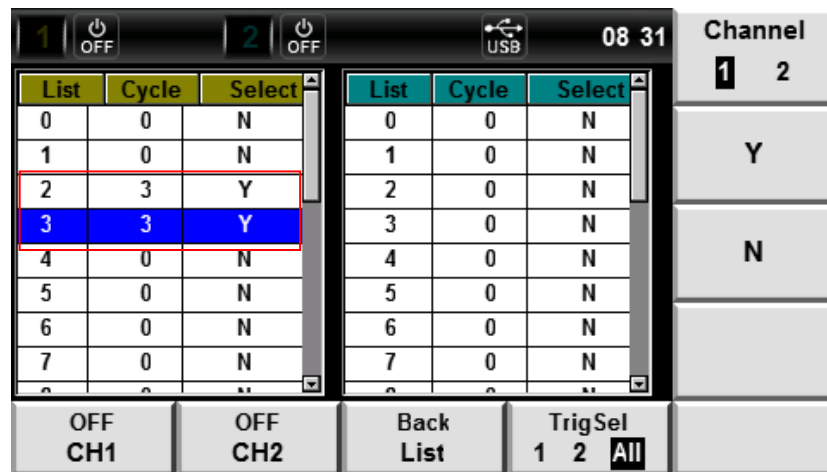 1 OFF 2 OFF USB 08 31
Channel
1 2
List Cycle Select
0 0 N
1 0 N
2 3 Y
3 3 Y
4 0 N
5 0 N
6 0 N
7 0 N
List Cycle Select
0 0 N
1 0 N
2 0 N
3 0 N
4 0 N
5 0 N
6 0 N
7 0 N
Y
N
OFF
CH1
OFF
CH2
Back
List
TrigSel
1 2 All